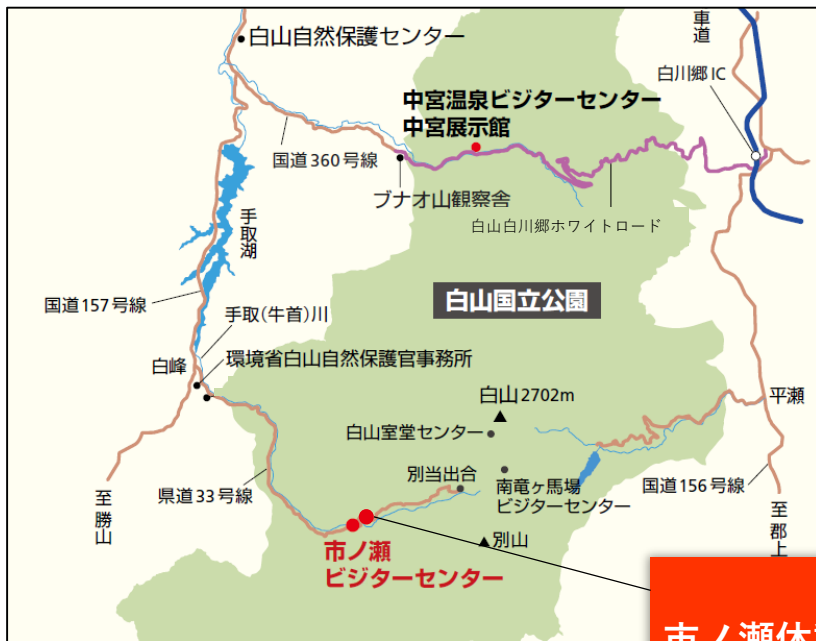 白山自然保護センター
車道
白川郷IC
中宮温泉ビジターセンター
中宮展示館
国道360号線
ブナオ山観察舎
白山白川郷ホワイトロード
手取湖
国道157号線
白山国立公園
手取(牛首)川
白峰
環境省白山自然保護官事務所
白山2702m
平瀬
白山室堂センター
別当出合
南竜ヶ馬場
ビジターセンター
国道156号線
県道33号線
至勝山
至郡上
市ノ瀬
ビジターセンター
別山
市ノ瀬休